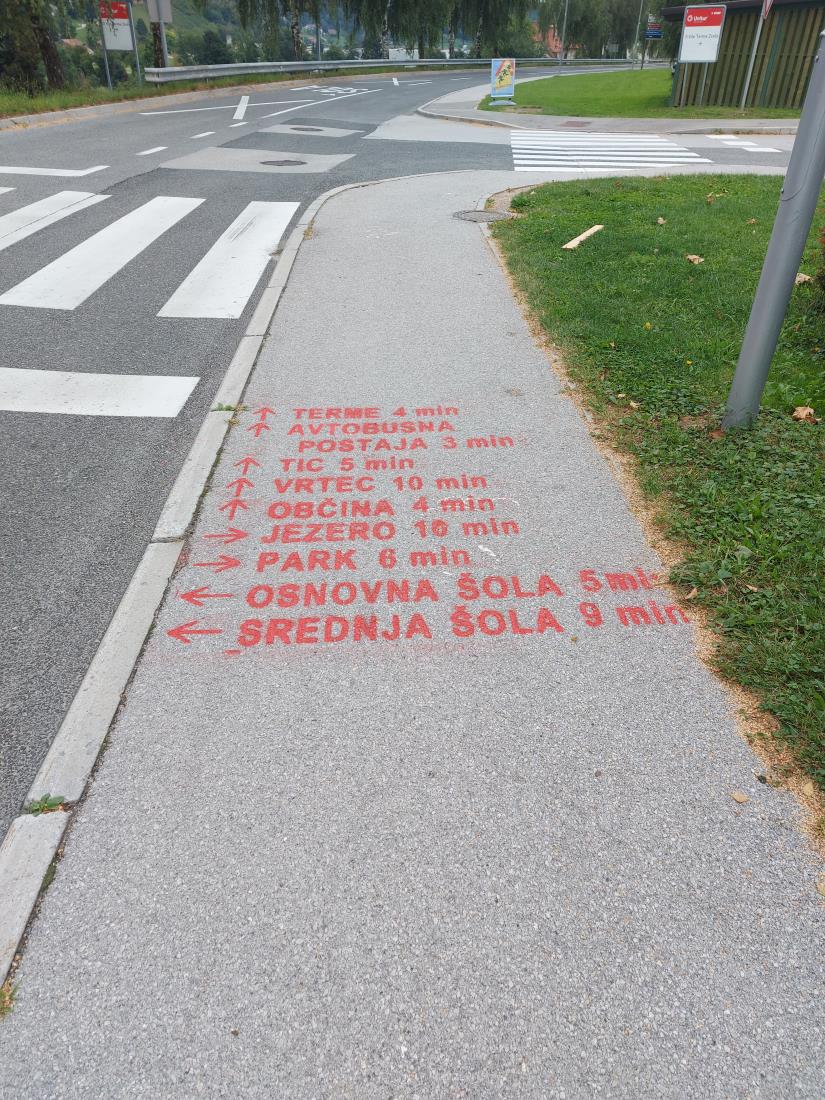 ↑ TERME 4 min
↑ AVTOBUSNA
POSTAJA 3 min
↑ TIC 5 min
↑ VRTEC 10 min
↑ OBČINA 4 min
→ JEZERO 10 min
→ PARK 6 min
← OSNOVNA ŠOLA 5 min
← SREDNJA ŠOLA 9 min
Unitur